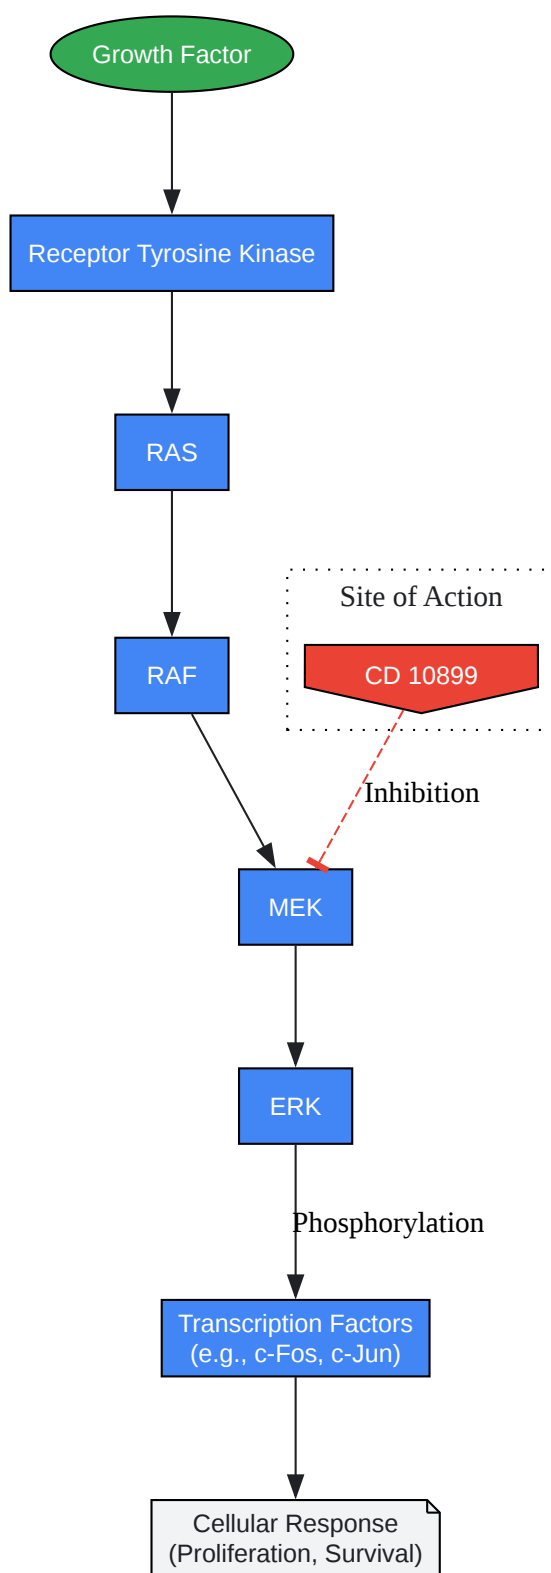 Growth Factor
Receptor Tyrosine Kinase
RAS
RAF
Site of Action
CD 10899
Inhibition
MEK
ERK
Phosphorylation
Transcription Factors
(e.g., c-Fos, c-Jun)
Cellular Response
(Proliferation, Survival)